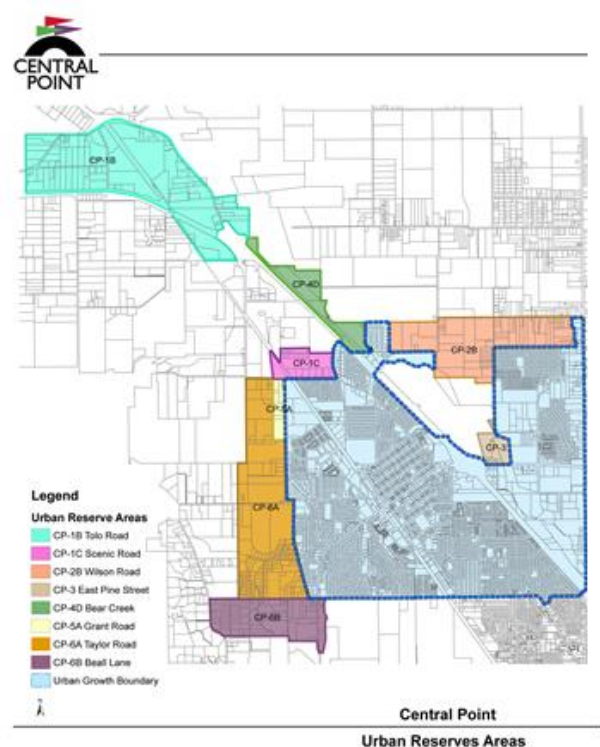 CENTRAL
POINT
CP-1B
CP-4D
CP-2B
CP-1C
CP-5A
CP-3
CP-6A
CP-6B
Legend
Urban Reserve Areas
CP-1B Tolo Road
CP-1C Scenic Road
CP-2B Wilson Road
CP-3 East Pine Street
CP-4D Bear Creek
CP-5A Grant Road
CP-6A Taylor Road
CP-6B Beall Lane
Urban Growth Boundary
Central Point
Urban Reserves Areas